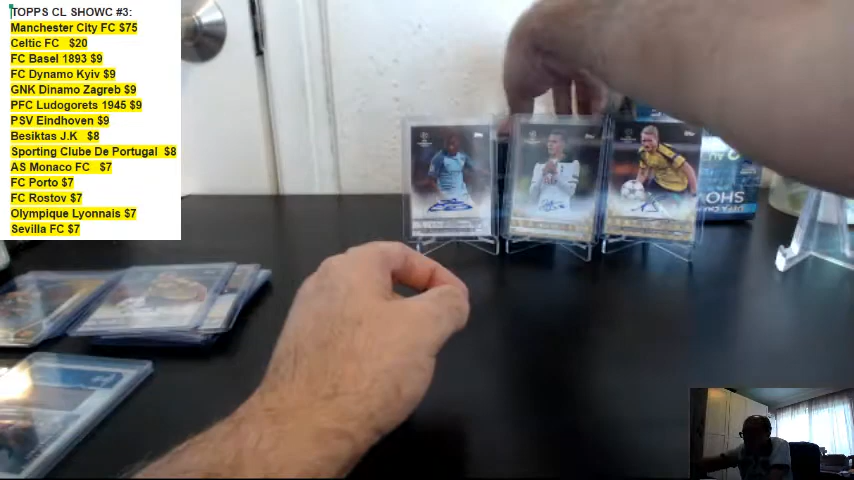 TOPPS CL SHOWC #3:
Manchester City FC $75
Celtic FC $20
FC Basel 1893 $9
FC Dynamo Kyiv $9
GNK Dinamo Zagreb $9
PFC Ludogorets 1945 $9
PSV Eindhoven $9
Besiktas J.K $8
Sporting Clube De Portugal $8
AS Monaco FC $7
FC Porto $7
FC Rostov $7
Olympique Lyonnais $7
Sevilla FC $7
SHO